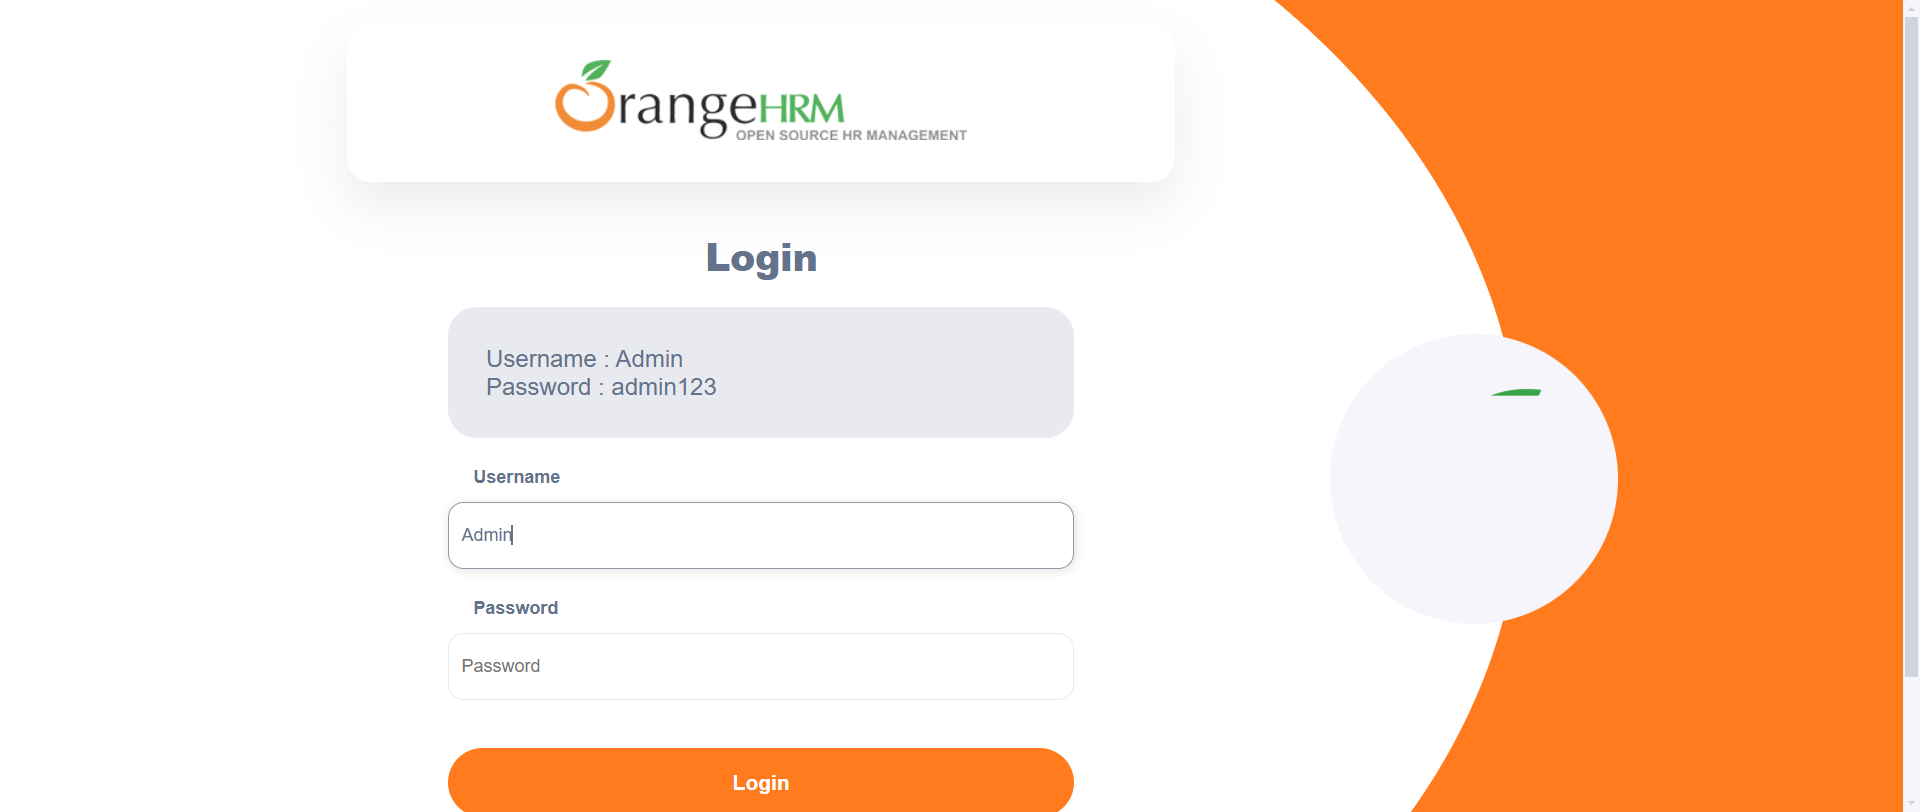 OrangeHRM
OPEN SOURCE HR MANAGEMENT
Login
Username : Admin
Password : admin123
Username
Admin
Password
Password
Login